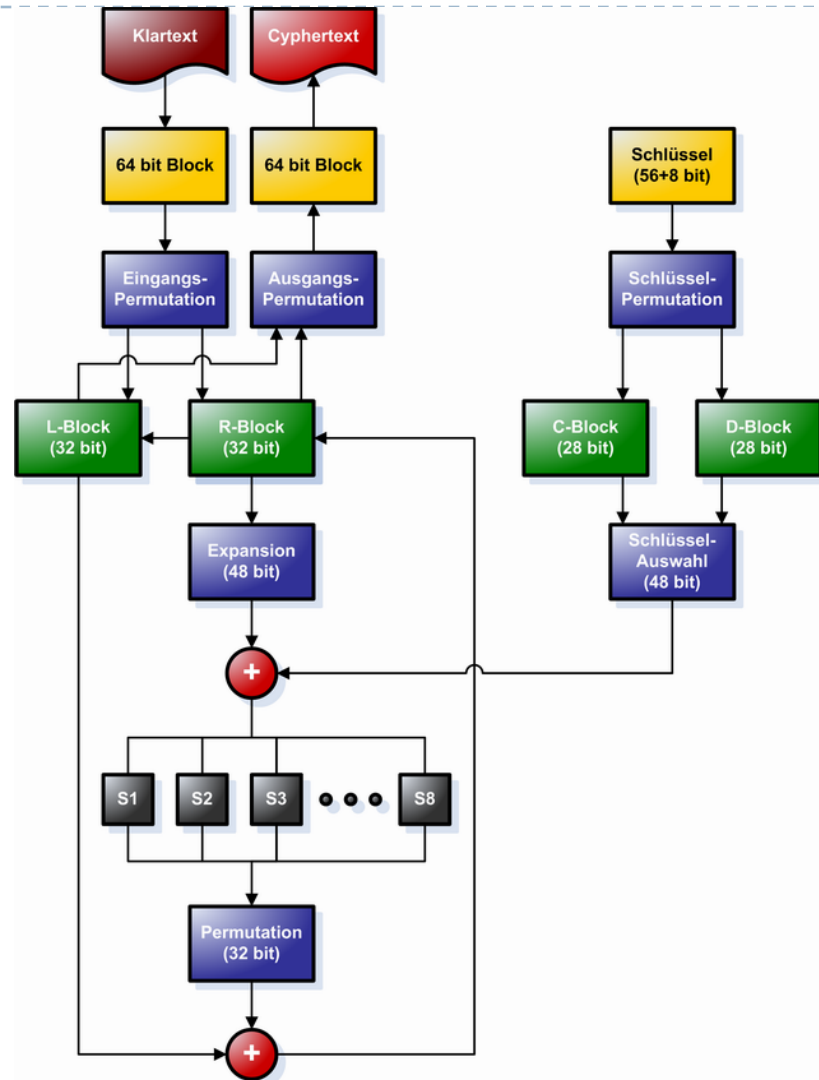 Klartext
Cyphertext
64 bit Block
64 bit Block
Schlüssel
(56+8 bit)
Eingangs-
Permutation
Ausgangs-
Permutation
Schlüssel-
Permutation
L-Block
(32 bit)
R-Block
(32 bit)
C-Block
(28 bit)
D-Block
(28 bit)
Expansion
(48 bit)
Schlüssel-
Auswahl
(48 bit)
+
S1
S2
S3
S8
Permutation
(32 bit)
+